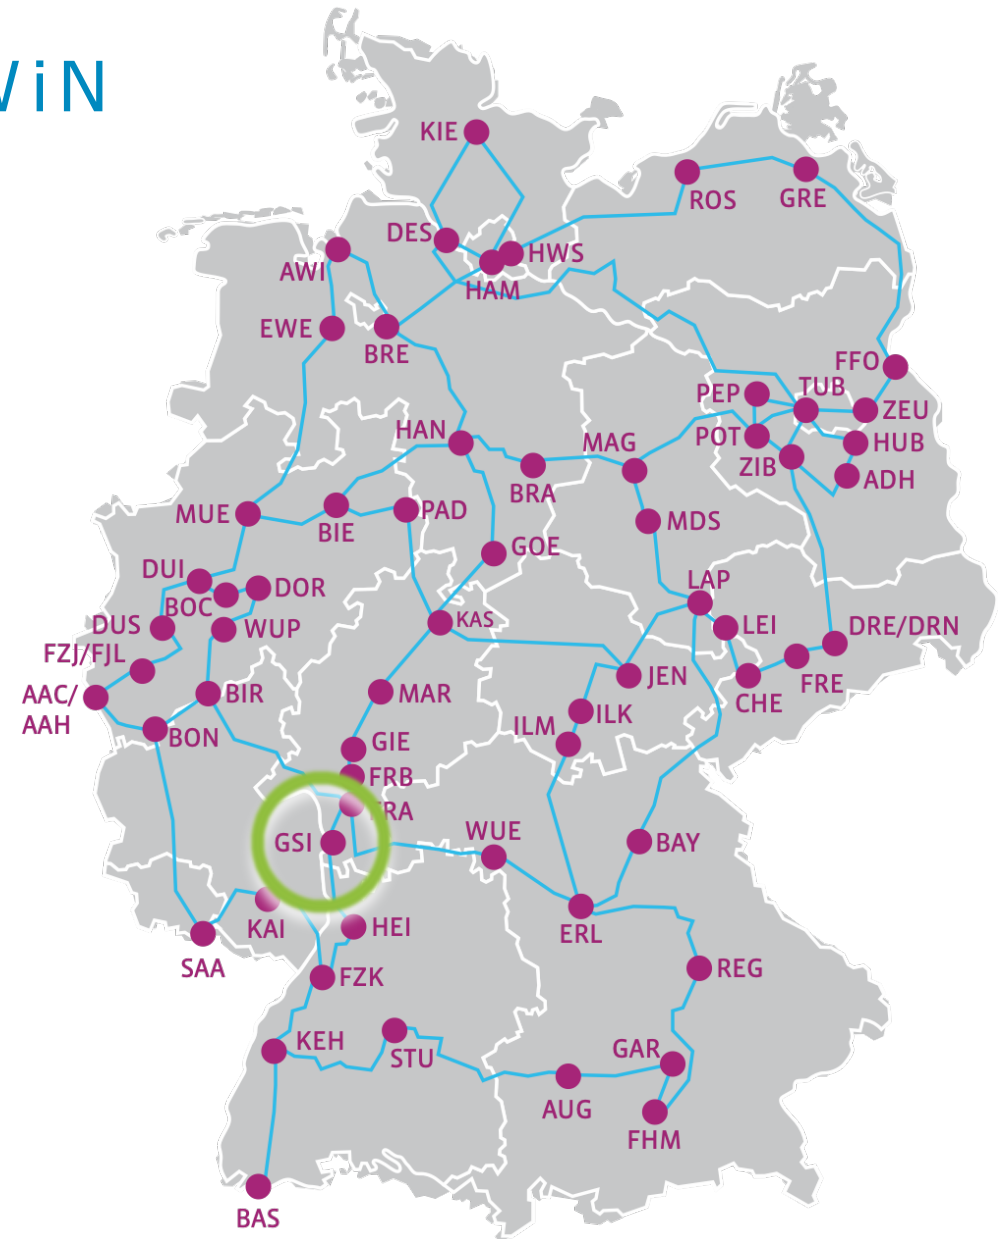 WiN
KIE
ROS
GRE
DES
HWS
AWI
HAM
EWE
BRE
FFO
PEP
TUB
ZEU
HAN
MAG
POT
HUB
ZIB
ADH
BRA
MUE
PAD
BIE
MDS
GOE
DUI
DOR
LAP
BOC
DUS
WUP
KAS
LEI
DRE/DRN
FZJ/FJL
JEN
FRE
AAC/
AAH
BIR
MAR
CHE
ILK
BON
ILM
GIE
FRB
FRA
GSI
WUE
BAY
KAI
HEI
ERL
SAA
FZK
REG
KEH
STU
GAR
AUG
FHM
BAS